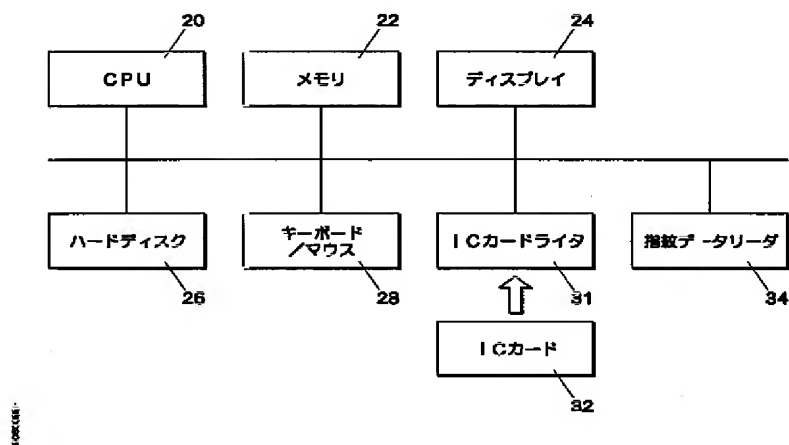 20
22
24
CPU
メモリ
ディスプレイ
ハードディスク
キーボード
／マウス
ICカードライタ
指紋データリーダ
26
28
31
34
ICカード
32